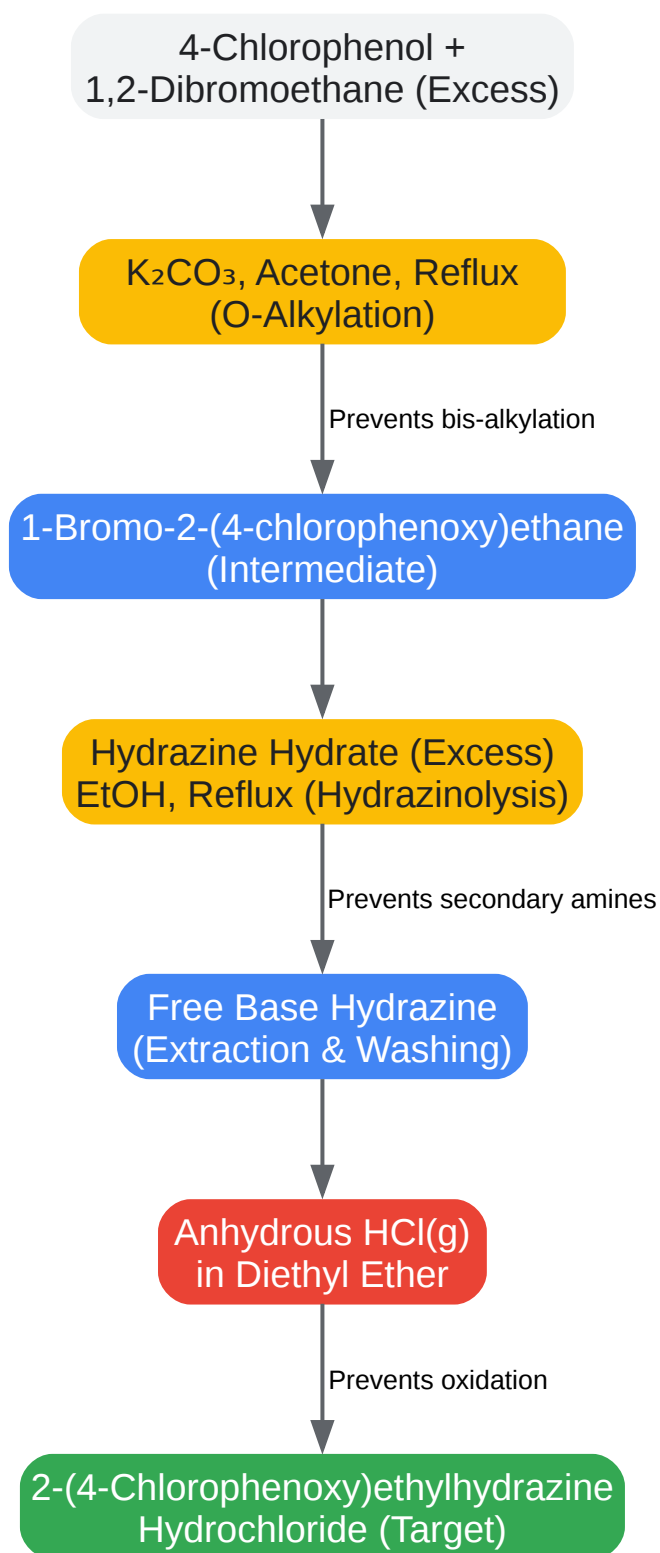 4-Chlorophenol +
1,2-Dibromoethane (Excess)
K₂CO₃, Acetone, Reflux
(O-Alkylation)
Prevents bis-alkylation
1-Bromo-2-(4-chlorophenoxy)ethane
(Intermediate)
Hydrazine Hydrate (Excess)
EtOH, Reflux (Hydrazinolysis)
Prevents secondary amines
Free Base Hydrazine
(Extraction & Washing)
Anhydrous HCl(g)
in Diethyl Ether
Prevents oxidation
2-(4-Chlorophenoxy)ethylhydrazine
Hydrochloride (Target)